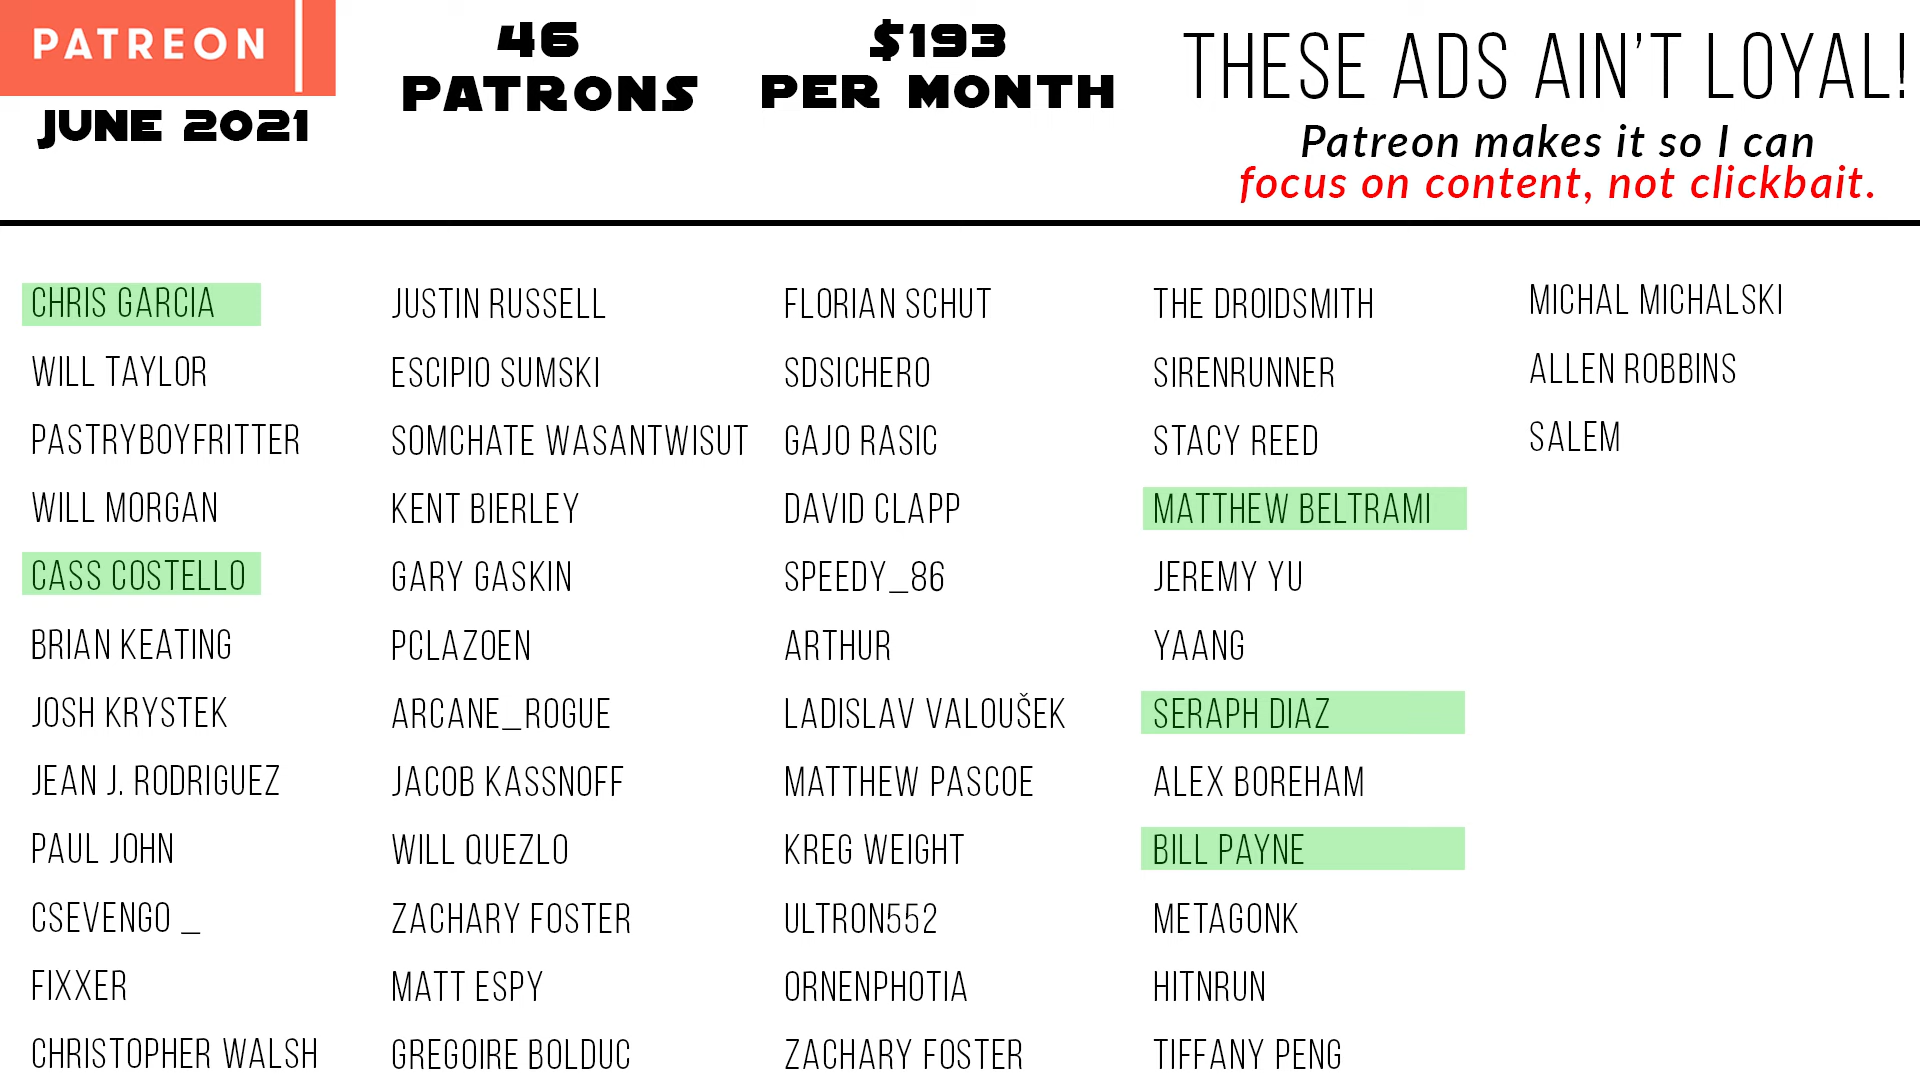 PATREON
JUNE 2021
46
PATRONS
$193
PER MONTH
THESE ADS AIN'T LOYAL!
Patreon makes it so I can
focus on content, not clickbait.
CHRIS GARCIA
WILL TAYLOR
PASTRYBOYFRITTER
WILL MORGAN
CASS COSTELLO
BRIAN KEATING
JOSH KRYSTEK
JEAN J. RODRIGUEZ
PAUL JOHN
CSEVENGO _
FIXXER
CHRISTOPHER WALSH
JUSTIN RUSSELL
ESCIPIO SUMSKI
SOMCHATE WASANTWISUT
KENT BIERLEY
GARY GASKIN
PCLAZOEN
ARCANE_ROGUE
JACOB KASSNOFF
WILL QUEZLO
ZACHARY FOSTER
MATT ESPY
GREGOIRE BOLDUC
FLORIAN SCHUT
SDSICHERO
GAJO RASIC
DAVID CLAPP
SPEEDY_86
ARTHUR
LADISLAV VALOUŠEK
MATTHEW PASCOE
KREG WEIGHT
ULTRON552
ORNENPHOTIA
ZACHARY FOSTER
THE DROIDSMITH
SIRENRUNNER
STACY REED
MATTHEW BELTRAMI
JEREMY YU
YAANG
SERAPH DIAZ
ALEX BOREHAM
BILL PAYNE
METAGONK
HITNRUN
TIFFANY PENG
MICHAL MICHALSKI
ALLEN ROBBINS
SALEM